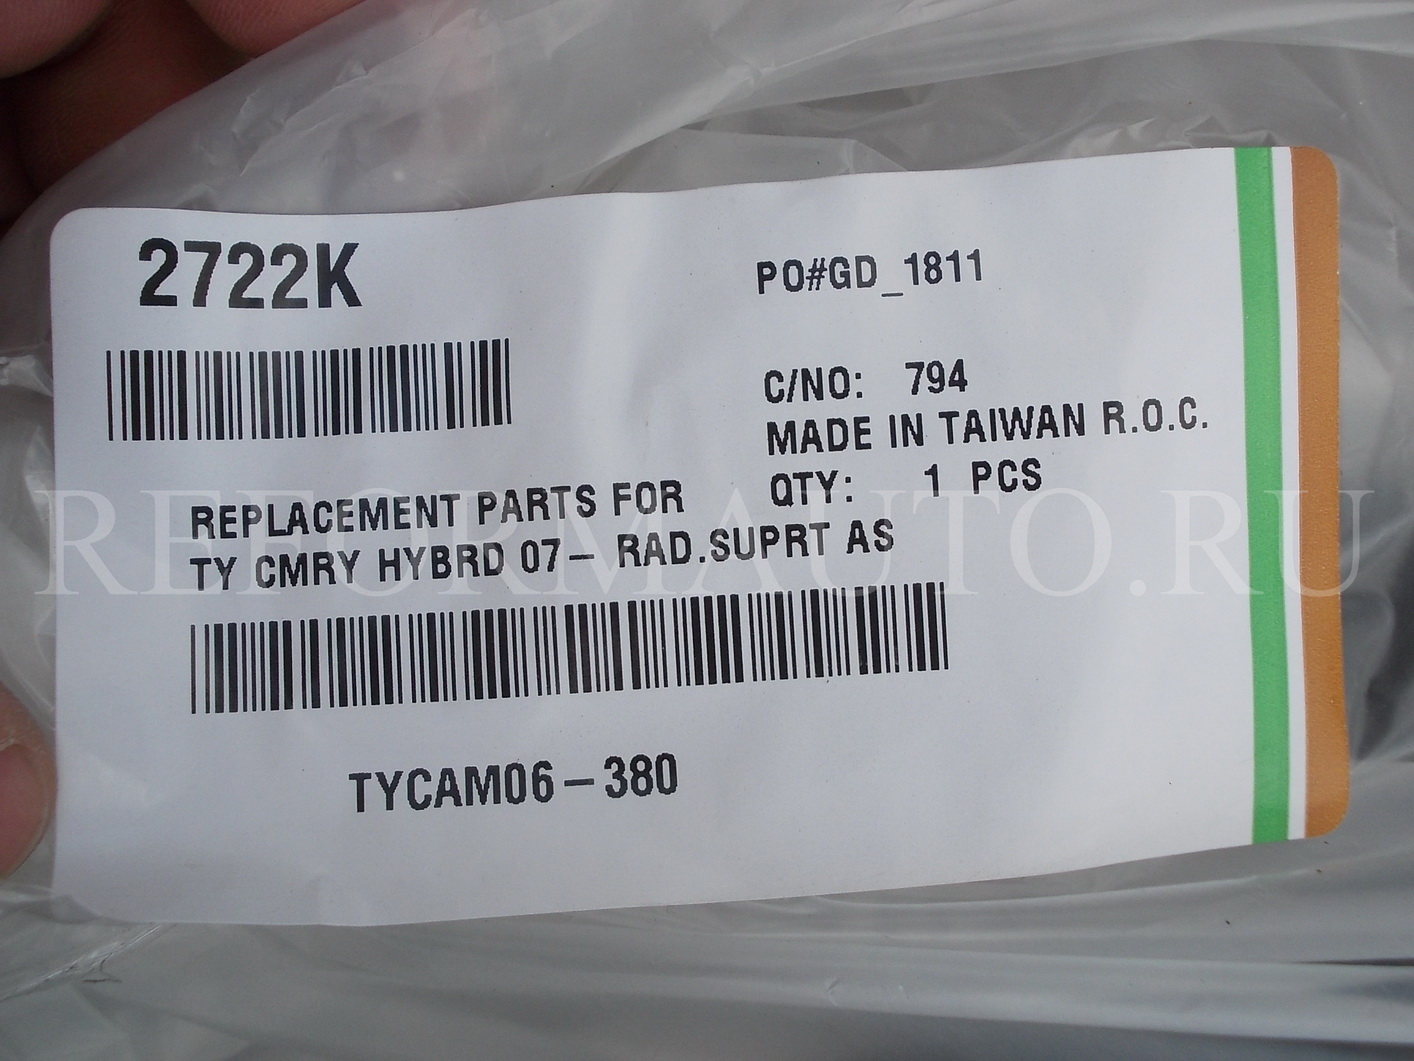 2722K
PO#GD_1811
C/NO: 794
MADE IN TAIWAN R.O.C.
QTY: 1 PCS
REPLACEMENT PARTS FOR
TY CMRY HYBRD 07- RAD.SUPRT AS
TYCAM06-380
REFORMAUTO.RU